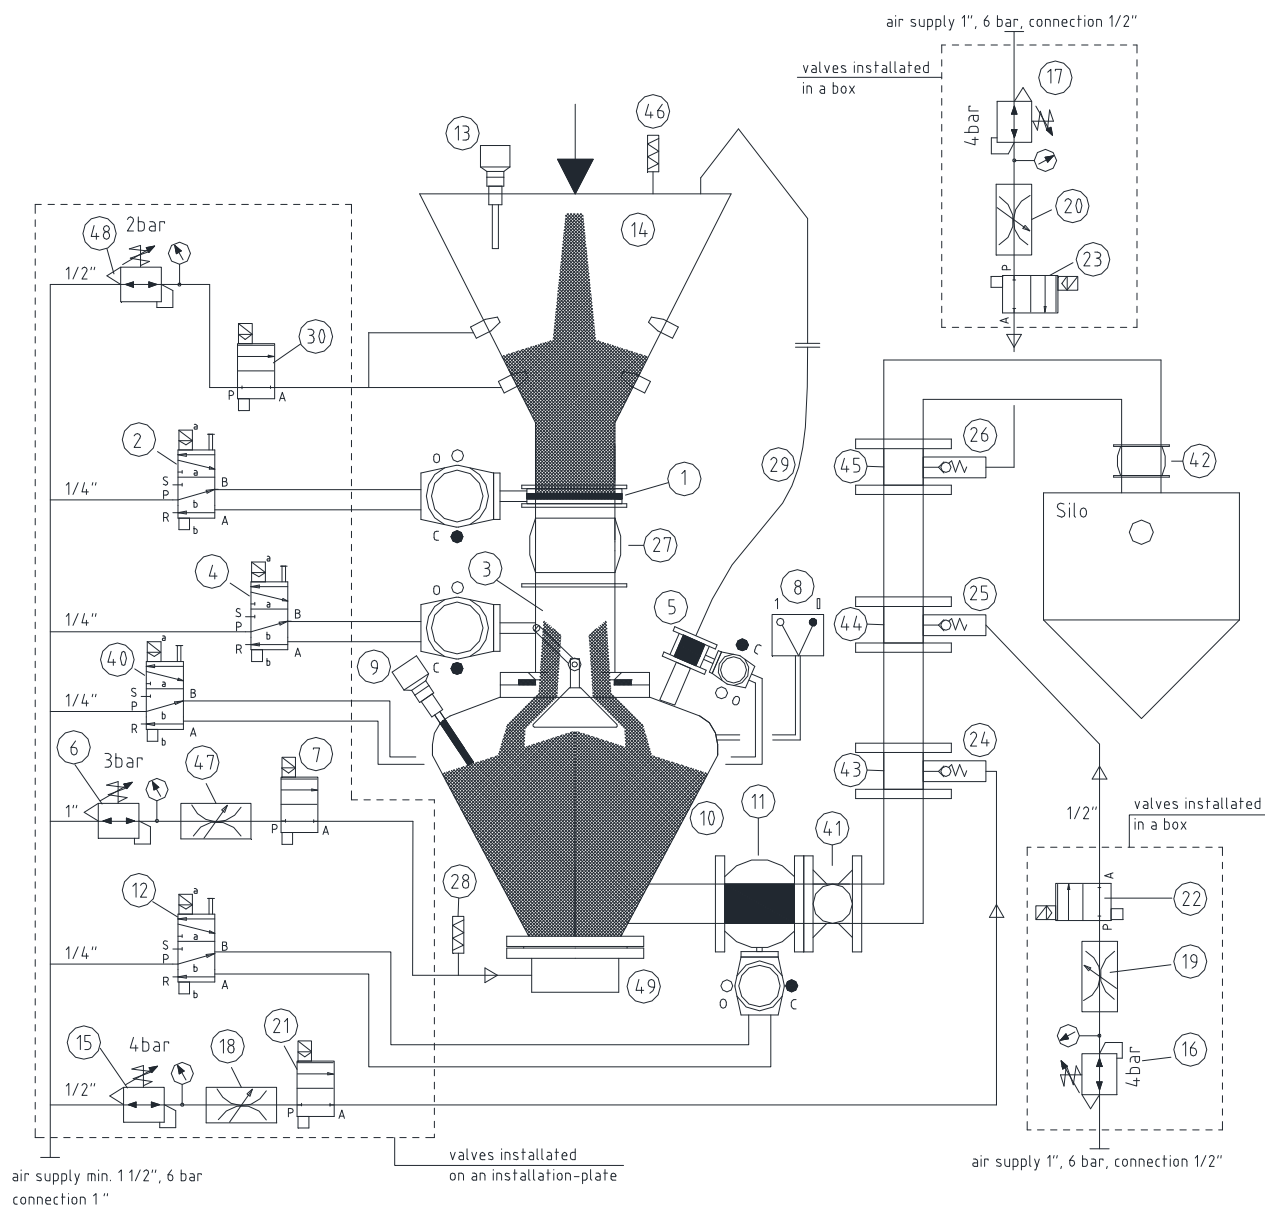 air supply 1", 6 bar, connection 1/2"
valves installated
in a box
17
4bar
20
P
23
A
13
46
14
48
2bar
1/2"
30
P
A
2
a
S
a
P
B
1/4"
b
R
A
b
O
C
1
27
29
26
45
42
Silo
4
a
S
a
P
B
1/4"
b
R
A
b
O
C
3
5
8
1
0
C
O
25
44
40
a
S
a
P
B
1/4"
b
R
A
b
9
6
3bar
47
7
1"
P
A
10
11
41
24
43
1/2"
valves installated
in a box
12
a
S
a
P
B
1/4"
b
R
A
b
28
49
O
C
A
22
P
19
16
4bar
15
4bar
18
21
1/2"
P
A
air supply min. 1 1/2", 6 bar
connection 1 "
valves installated
on an installation-plate
air supply 1", 6 bar, connection 1/2"